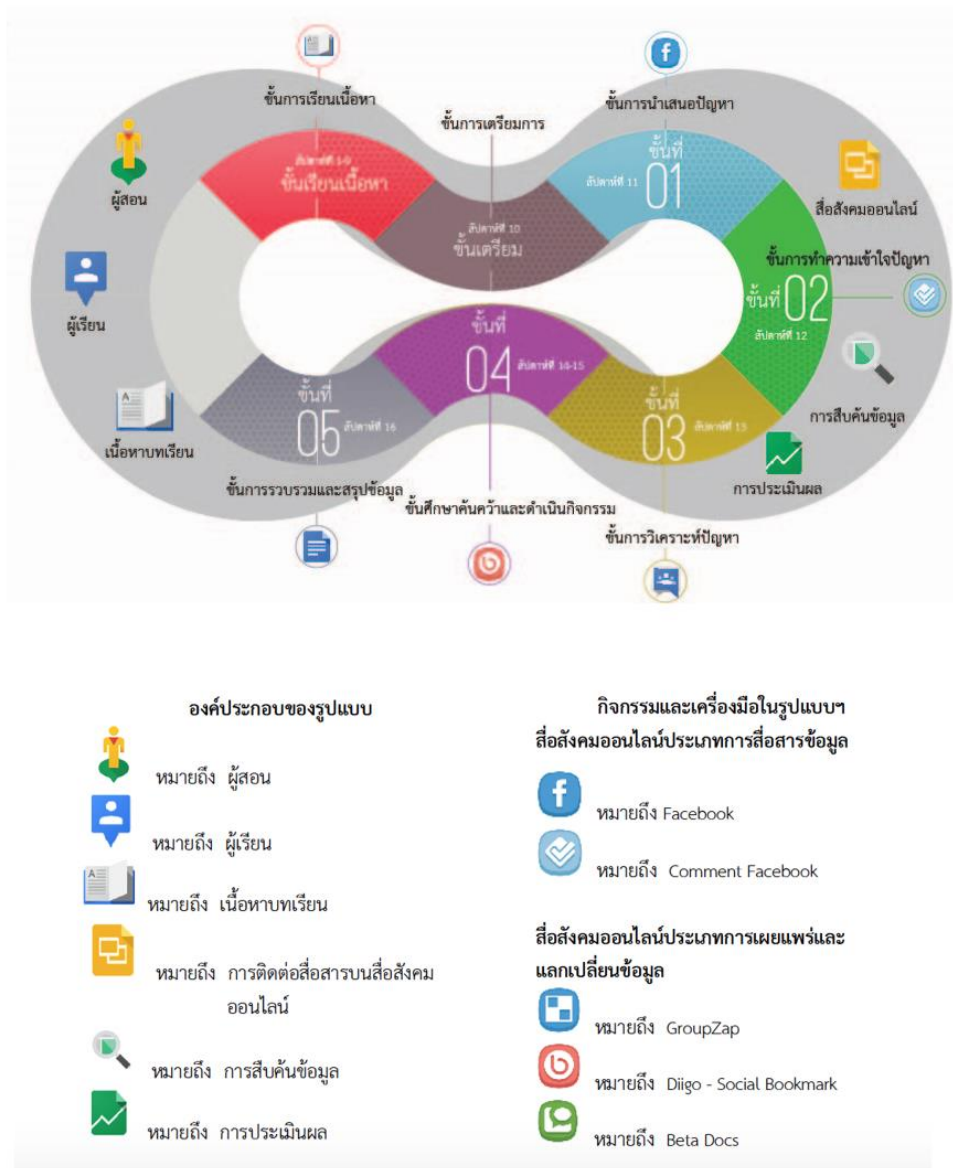 ขั้นการเรียนเนื้อหา
ขั้นการเตรียมการ
ขั้นการนำเสนอปัญหา
ผู้สอน
ผู้เรียน
เนื้อหาบทเรียน
สัปดาห์ที่ 1-9
ขั้นเรียนเนื้อหา
สัปดาห์ที่ 10
ขั้นเตรียม
ขั้นที่
01
สัปดาห์ที่ 11
สื่อสังคมออนไลน์
ขั้นการทำความเข้าใจปัญหา
ขั้นที่ 02
สัปดาห์ที่ 12
การสืบค้นข้อมูล
การประเมินผล
ขั้นที่
03
สัปดาห์ที่ 13
ขั้นที่
04
สัปดาห์ที่ 14-15
ขั้นที่
05
สัปดาห์ที่ 16
ขั้นการรวบรวมและสรุปข้อมูล
ขั้นศึกษาค้นคว้าและดำเนินกิจกรรม
ขั้นการวิเคราะห์ปัญหา
องค์ประกอบของรูปแบบ
หมายถึง ผู้สอน
หมายถึง ผู้เรียน
หมายถึง เนื้อหาบทเรียน
หมายถึง การติดต่อสื่อสารบนสื่อสังคม
ออนไลน์
หมายถึง การสืบค้นข้อมูล
หมายถึง การประเมินผล
กิจกรรมและเครื่องมือในรูปแบบฯ
สื่อสังคมออนไลน์ประเภทการสื่อสารข้อมูล
หมายถึง Facebook
หมายถึง Comment Facebook
สื่อสังคมออนไลน์ประเภทการเผยแพร่และ
แลกเปลี่ยนข้อมูล
หมายถึง GroupZap
หมายถึง Diigo - Social Bookmark
หมายถึง Beta Docs